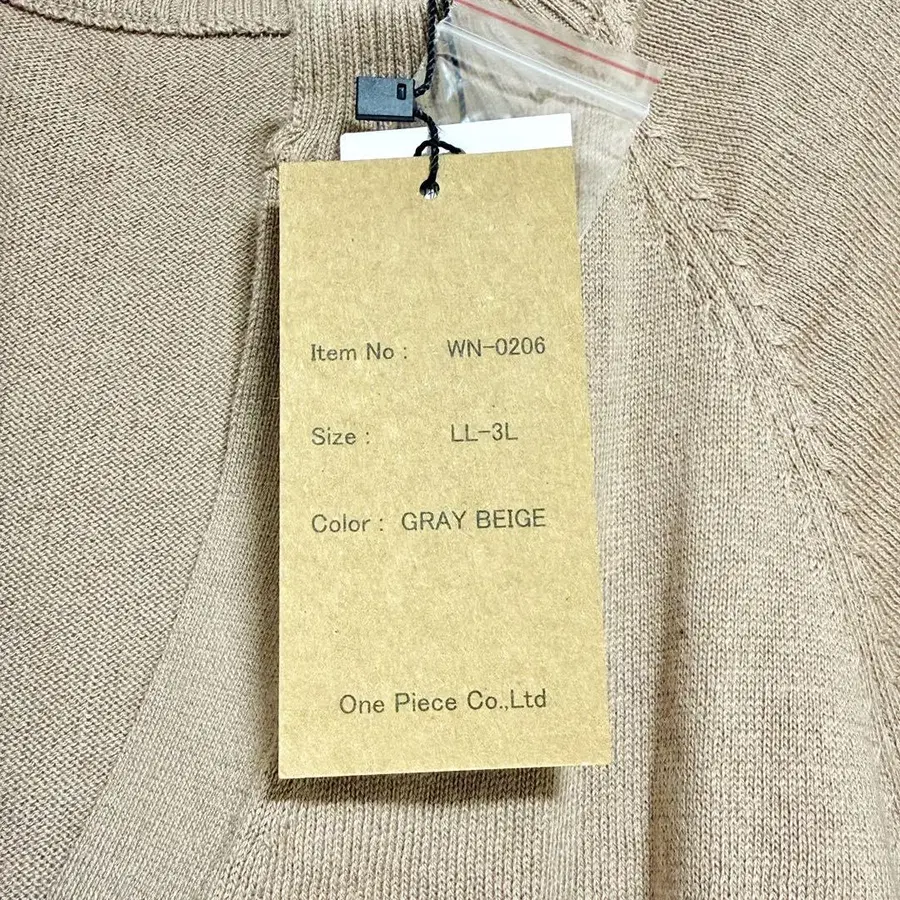 Item No : WN-0206
Size : LL-3L
Color : GRAY BEIGE
One Piece Co.,Ltd